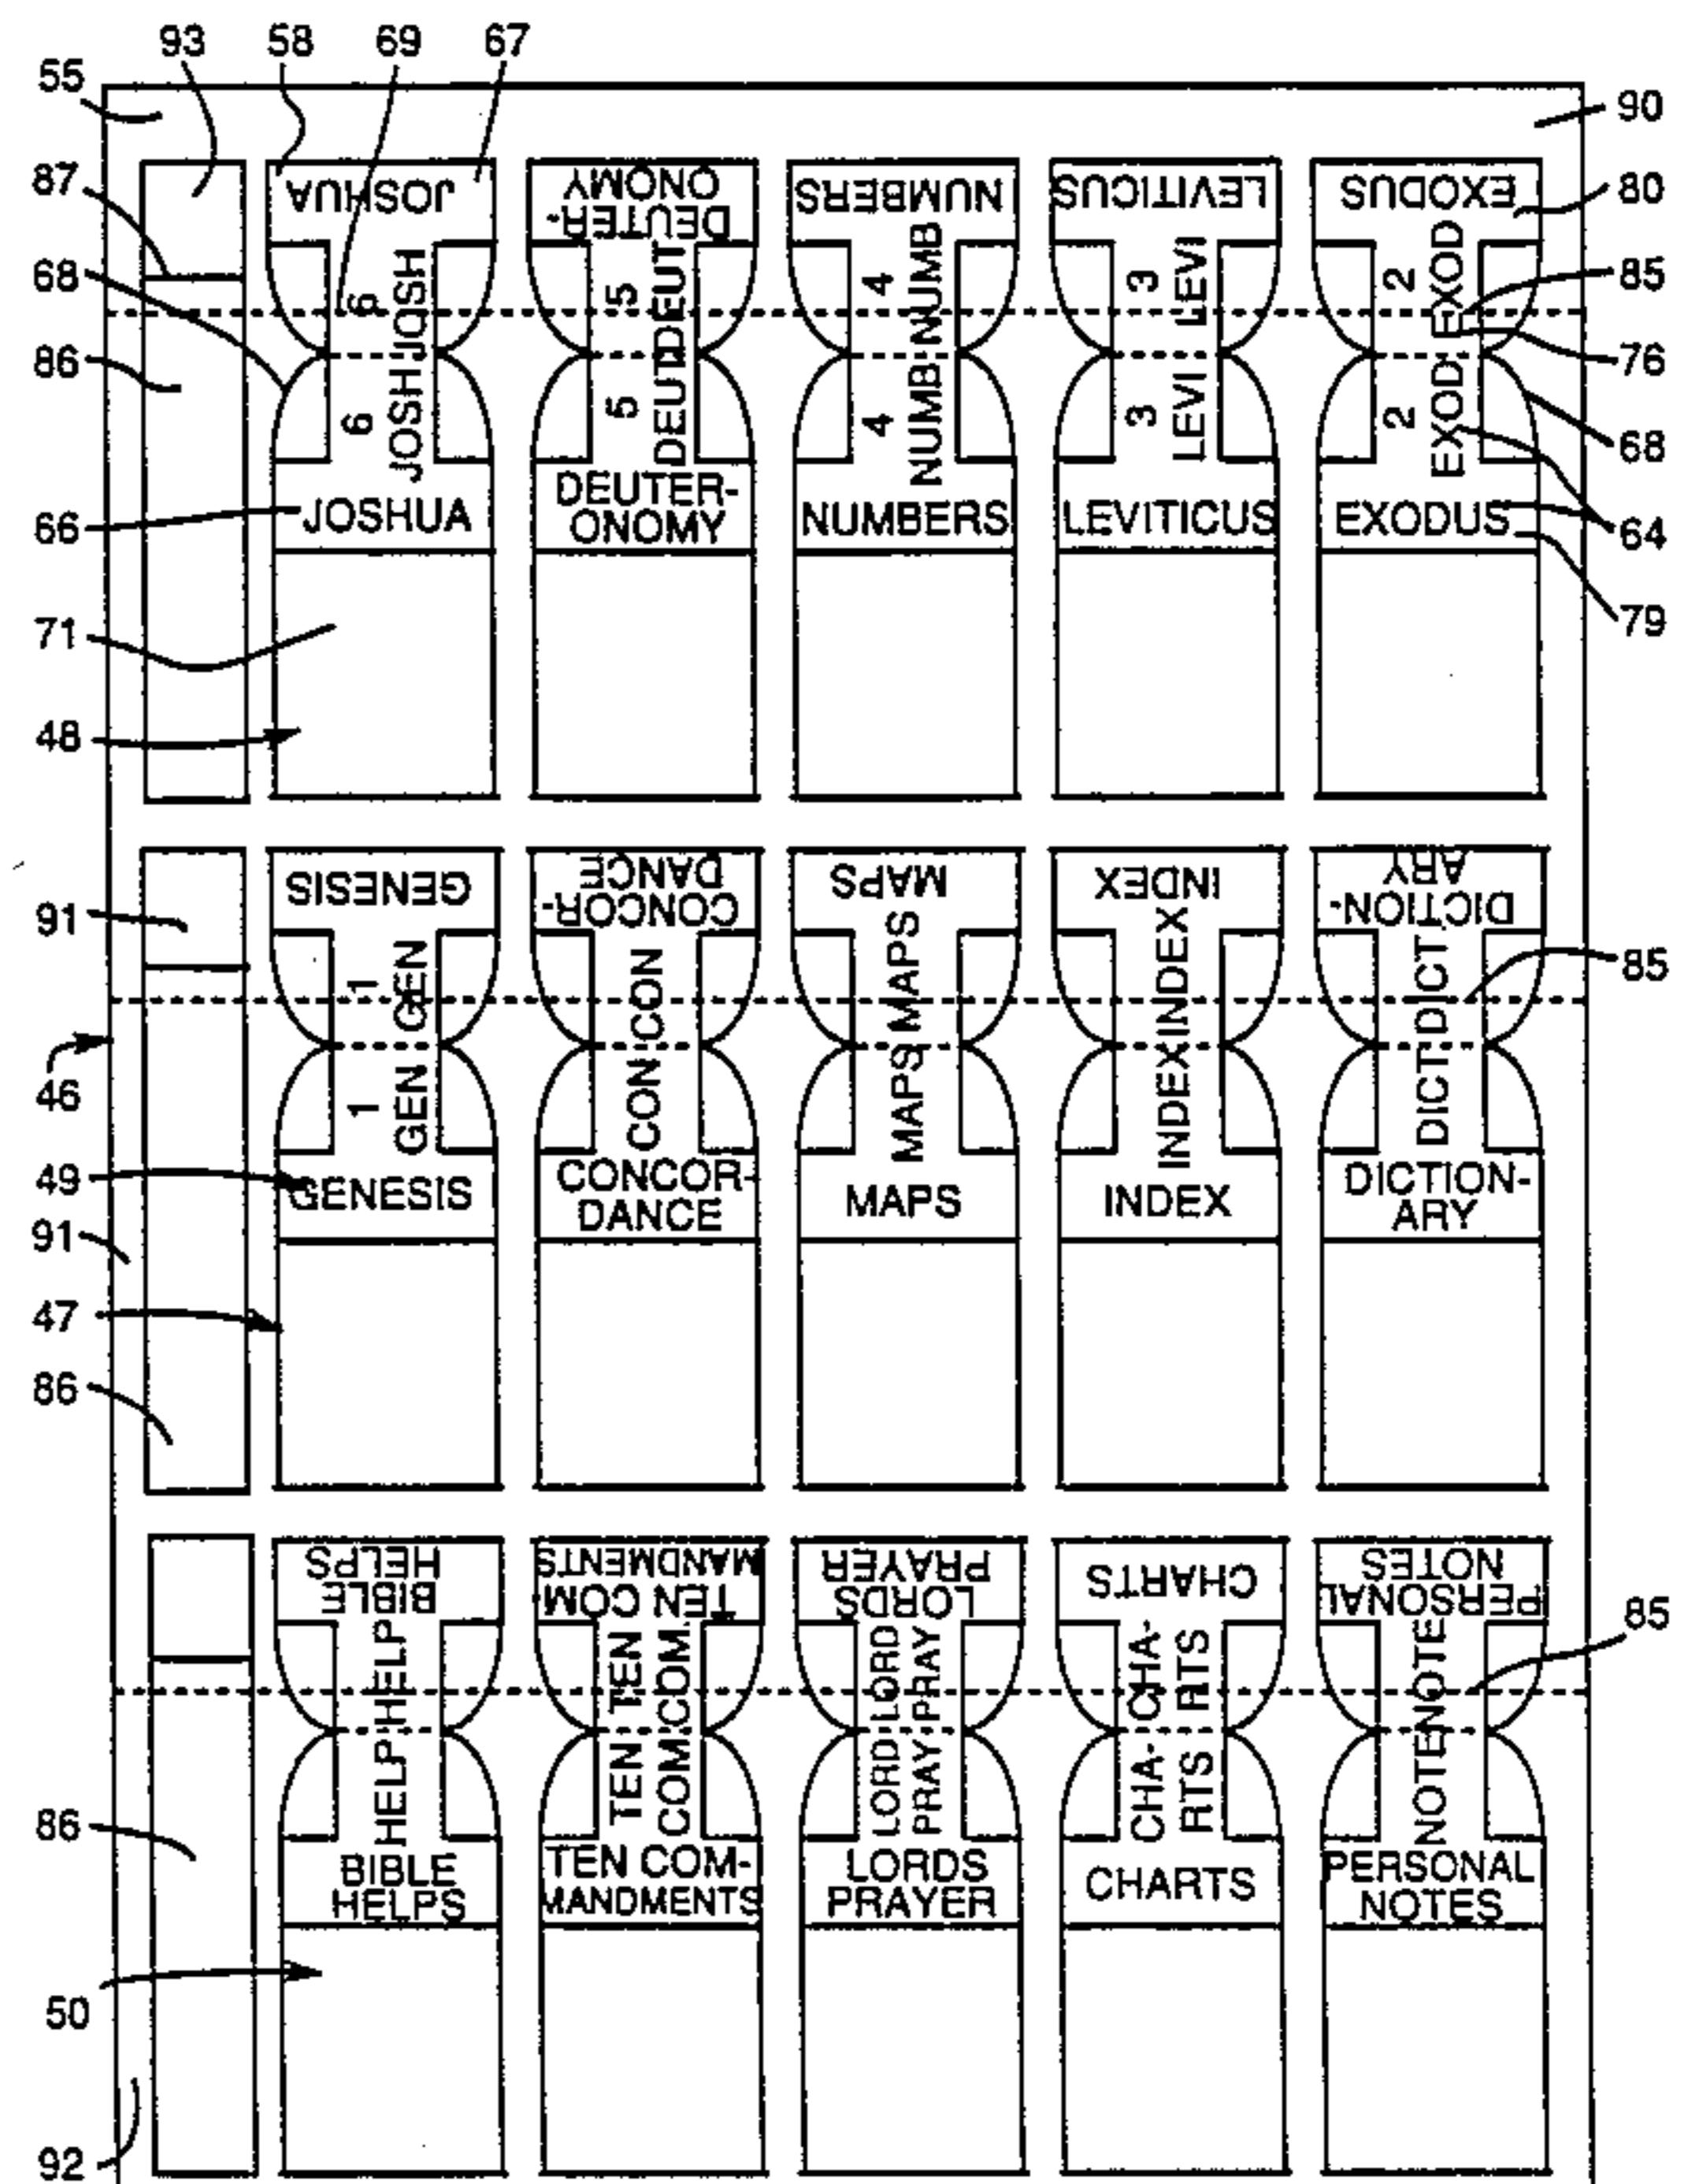 93 58 69 67
55
90
87
80
68
85
86
76
68
66
64
71
79
48
JOSHUA
DEUTER-
ONOMY
NUMBERS
LEVITICUS
EXODUS
6 5 4 3 2
JOSH DEUT NUMB LEVI EXOD
6 5 4 3 2
JOSH DEUT NUMB LEVI EXOD
JOSHUA
DEUTER-
ONOMY
NUMBERS
LEVITICUS
EXODUS
91
85
46
49
91
47
86
GENESIS
CONCOR-
DANCE
MAPS
INDEX
DICTION-
ARY
1
GEN CON MAPS INDEX DICT.
1
GEN CON MAPS INDEX DICT
GENESIS
CONCOR-
DANCE
MAPS
INDEX
DICTION-
ARY
85
86
50
92
BIBLE
HELPS
TEN COM
MANDMENTS
LORDS
PRAYER
CHARTS
PERSONAL
NOTES
HELP
TEN
COM.
LORD
PRAY
CHA-
RTS
NOTE
HELP
TEN
COM.
LORD
PRAY
CHA-
RTS
NOTE
BIBLE
HELPS
TEN COM-
MANDMENTS
LORDS
PRAYER
CHARTS
PERSONAL
NOTES